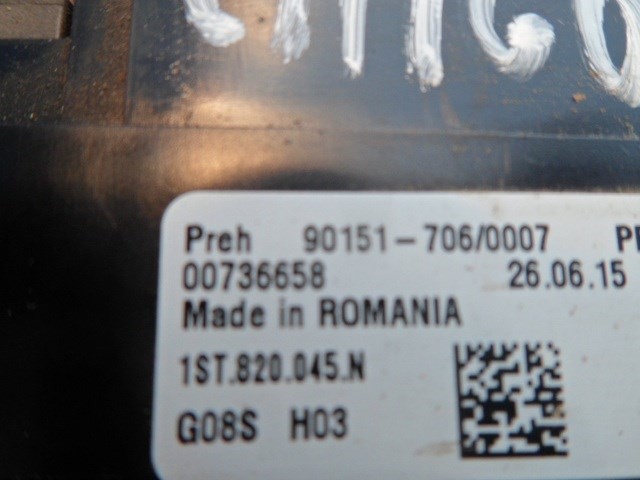 Preh 90151-706/0007
00736658 26.06.15
Made in ROMANIA
1ST.820.045.N
G08S H03